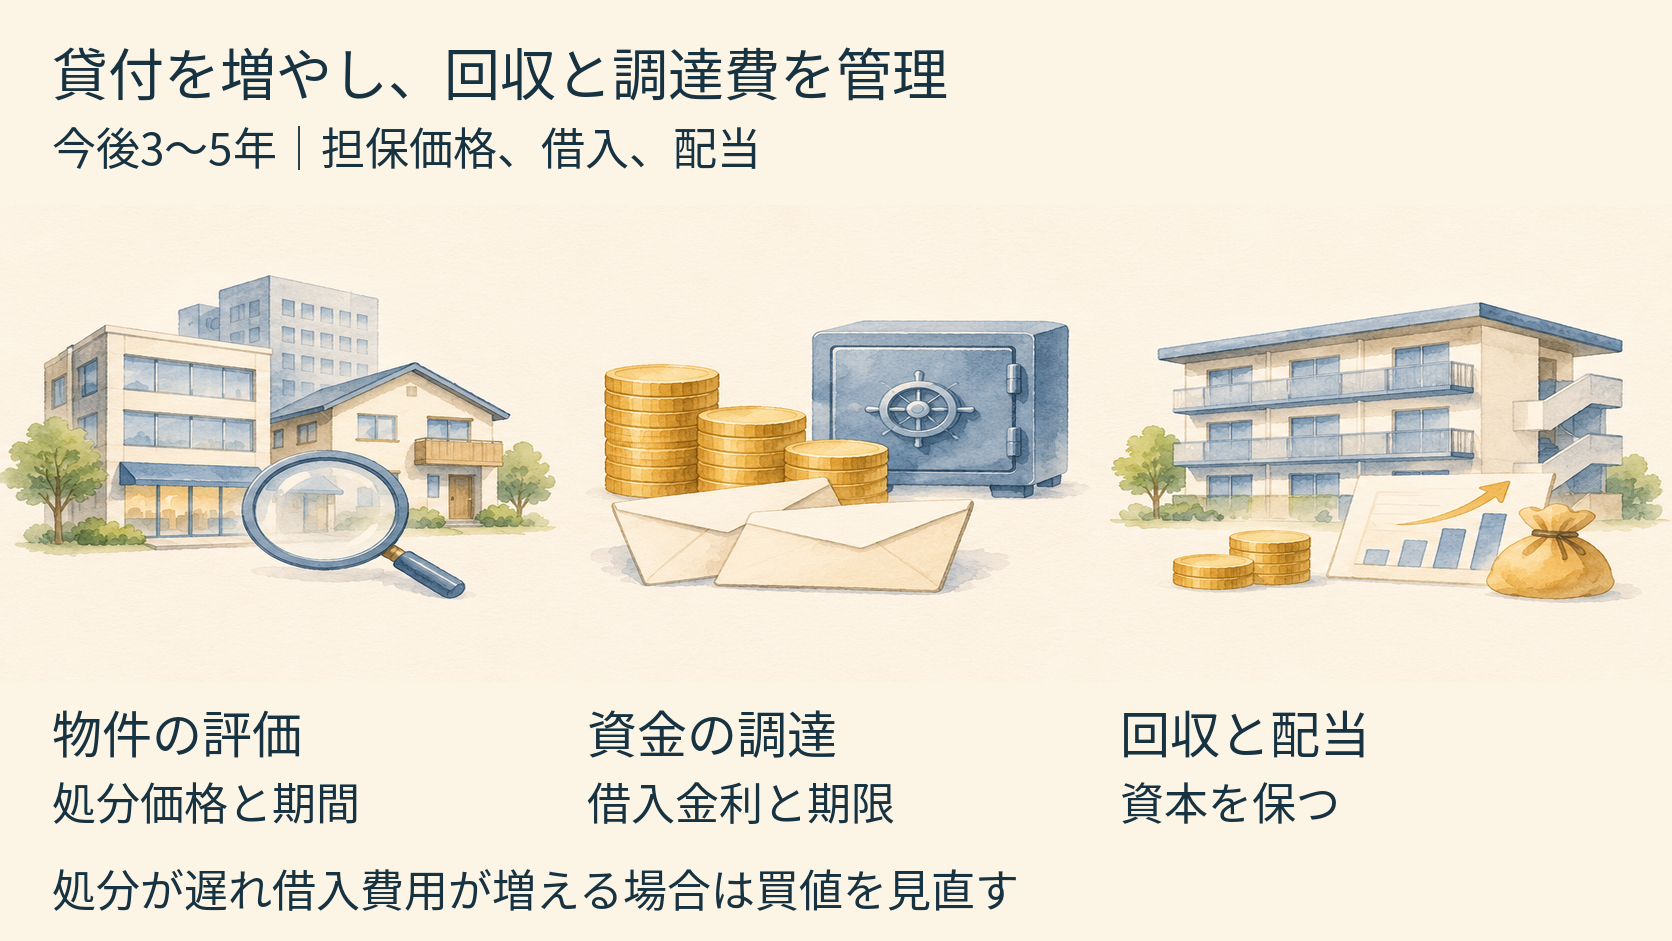 貸付を増やし、回収と調達費を管理
今後3～5年｜担保価格、借入、配当
物件の評価
処分価格と期間
資金の調達
借入金利と期限
回収と配当
資本を保つ
処分が遅れ借入費用が増える場合は買値を見直す